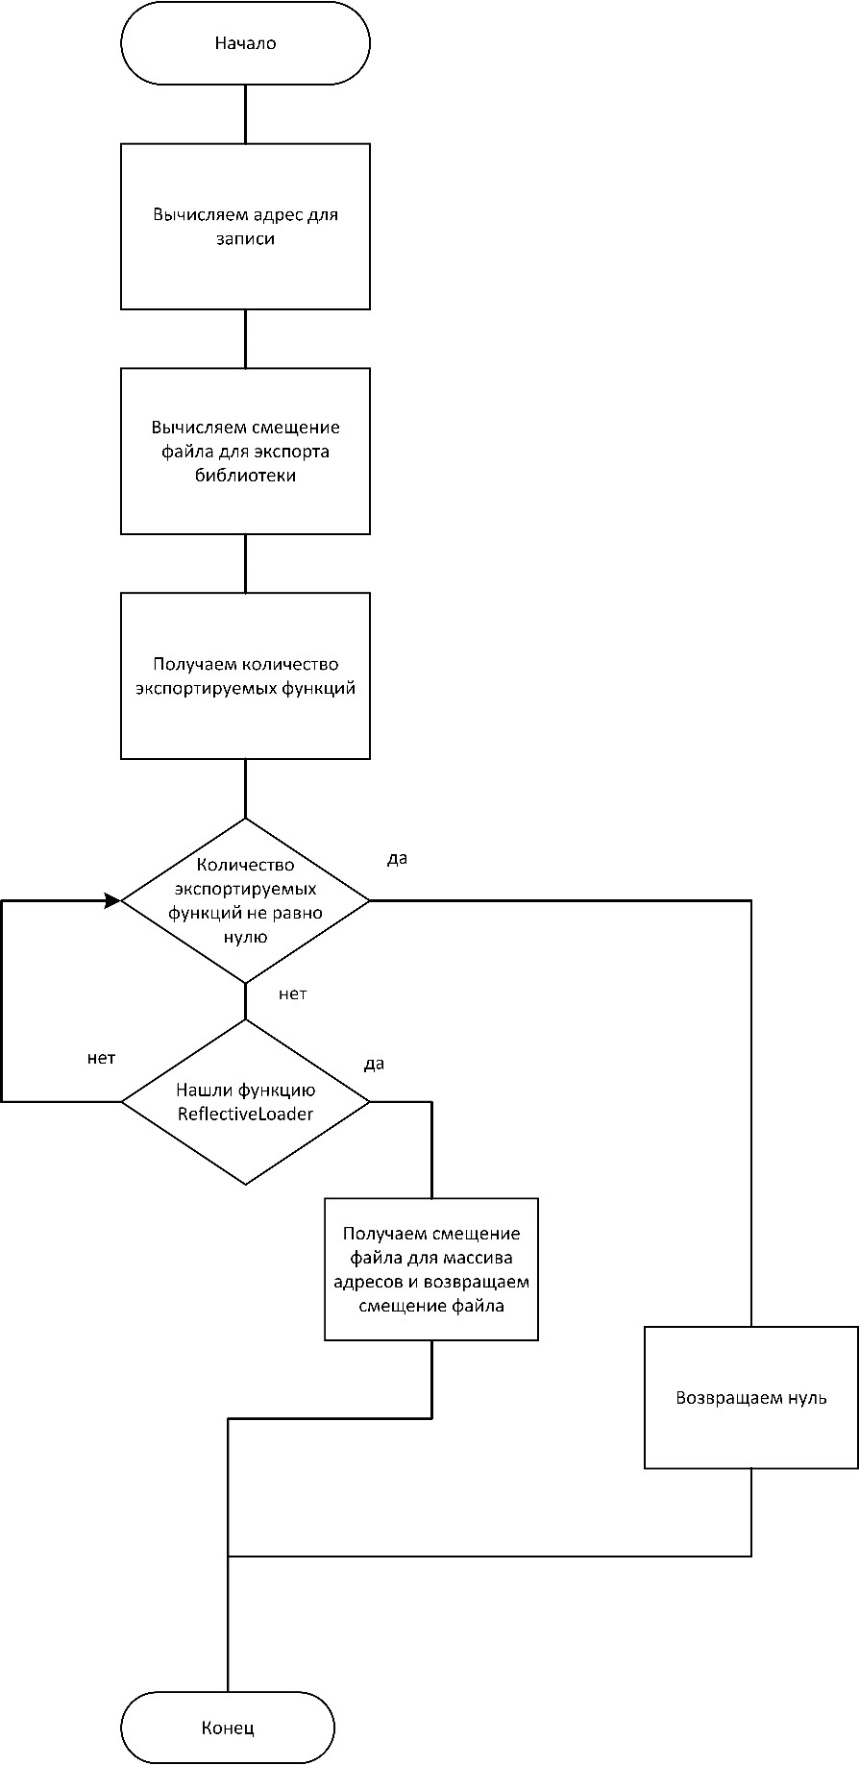 Начало
Вычисляем адрес для
записи
Вычисляем смещение
файла для экспорта
библиотеки
Получаем количество
экспортируемых функций
Количество
экспортируемых
функций не равно
нулю
да
нет
нет
да
Нашли функцию
ReflectiveLoader
Получаем смещение
файла для массива
адресов и возвращаем
смещение файла
Возвращаем нуль
Конец